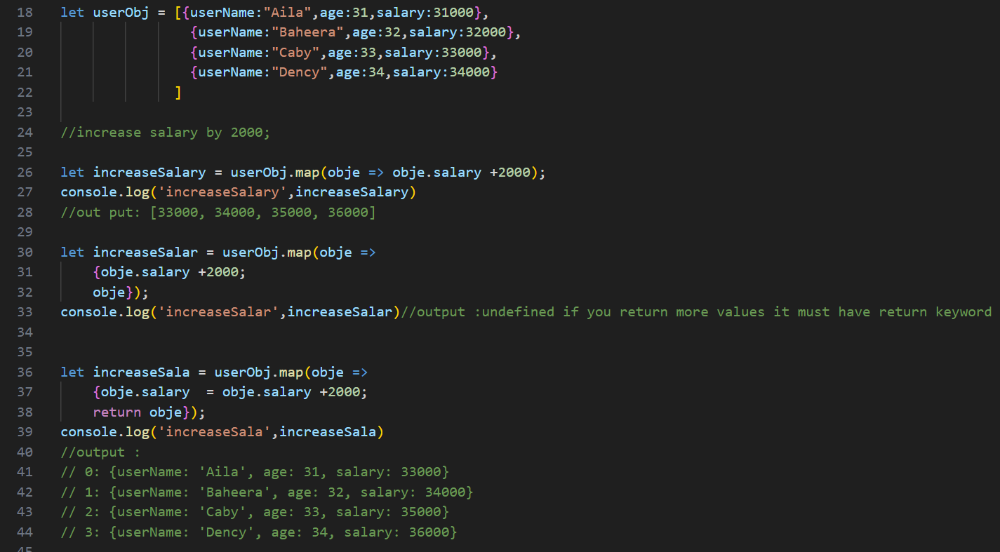 18 let userObj = [{userName:"Aila",age:31,salary:31000},
19 {userName:"Baheera",age:32,salary:32000},
20 {userName:"Caby",age:33,salary:33000},
21 {userName:"Dency",age:34,salary:34000}
22 ]
23
24 //increase salary by 2000;
25
26 let increaseSalary = userObj.map(obje => obje.salary +2000);
27 console.log('increaseSalary',increaseSalary)
28 //out put: [33000, 34000, 35000, 36000]
29
30 let increaseSalar = userObj.map(obje =>
31 {obje.salary +2000;
32 obje});
33 console.log('increaseSalar',increaseSalar)//output :undefined if you return more values it must have return keyword
34
35
36 let increaseSala = userObj.map(obje =>
37 {obje.salary  = obje.salary +2000;
38 return obje});
39 console.log('increaseSala',increaseSala)
40 //output :
41 // 0: {userName: 'Aila', age: 31, salary: 33000}
42 // 1: {userName: 'Baheera', age: 32, salary: 34000}
43 // 2: {userName: 'Caby', age: 33, salary: 35000}
44 // 3: {userName: 'Dency', age: 34, salary: 36000}
45